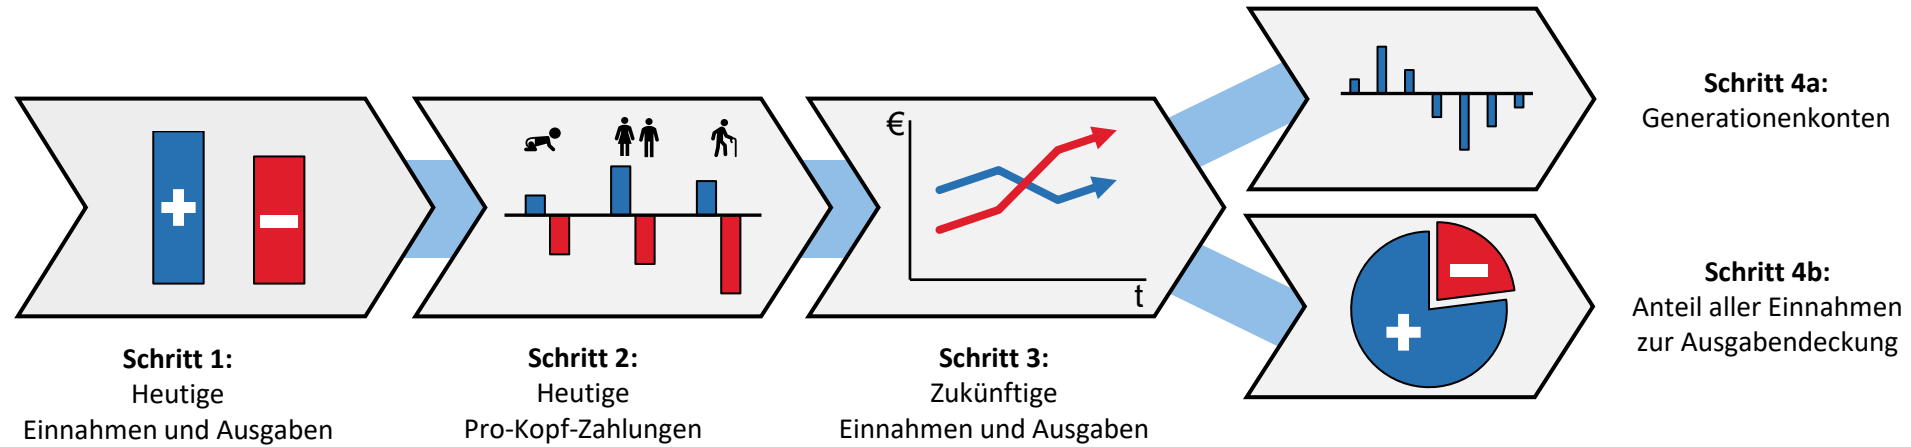 €
t
Schritt 1:
Heutige
Einnahmen und Ausgaben
Schritt 2:
Heutige
Pro-Kopf-Zahlungen
Schritt 3:
Zukünftige
Einnahmen und Ausgaben
Schritt 4a:
Generationenkonten
Schritt 4b:
Anteil aller Einnahmen
zur Ausgabendeckung